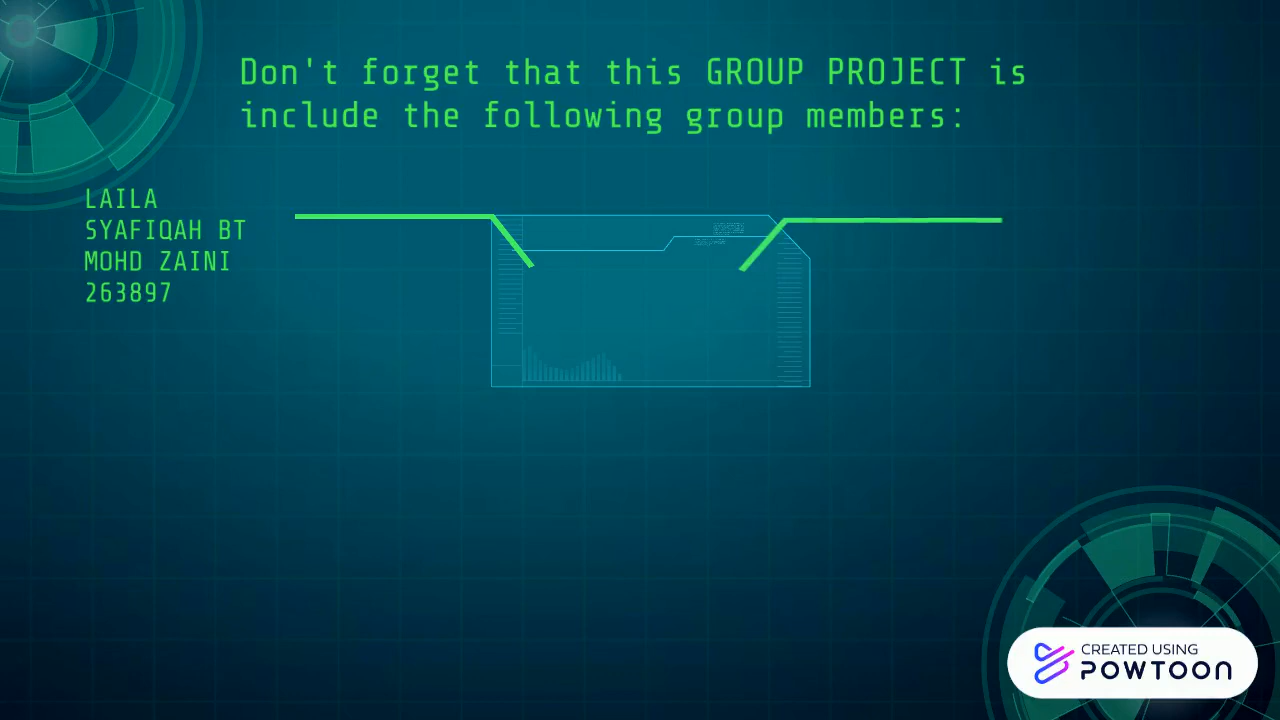 Don't forget that this GROUP PROJECT is
include the following group members:
LAILA
SYAFIQAH BT
MOHD ZAINI
263897
CREATED USING
POWTOON